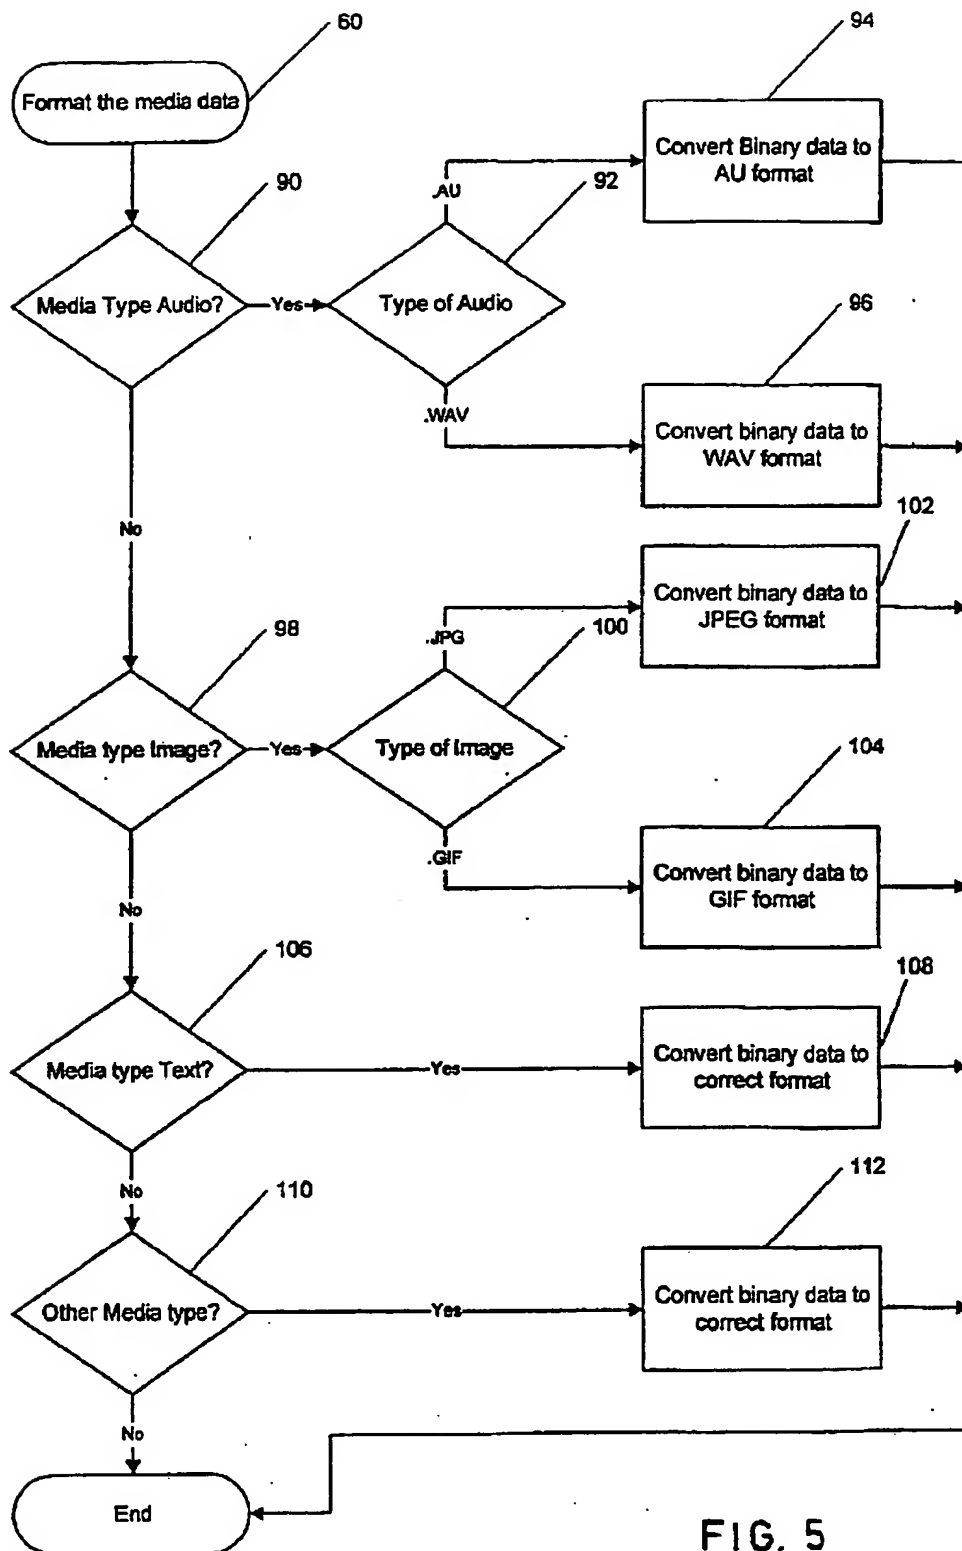 60
94
Format the media data
Convert Binary data to
AU format
90
92
.AU
Media Type Audio?
Yes
Type of Audio
96
.WAV
Convert binary data to
WAV format
No
102
Convert binary data to
JPEG format
98
100
.JPG
Media type Image?
Yes
Type of Image
104
.GIF
Convert binary data to
GIF format
No
106
108
Media type Text?
Yes
Convert binary data to
correct format
No
110
112
Other Media type?
Yes
Convert binary data to
correct format
No
End
FIG. 5